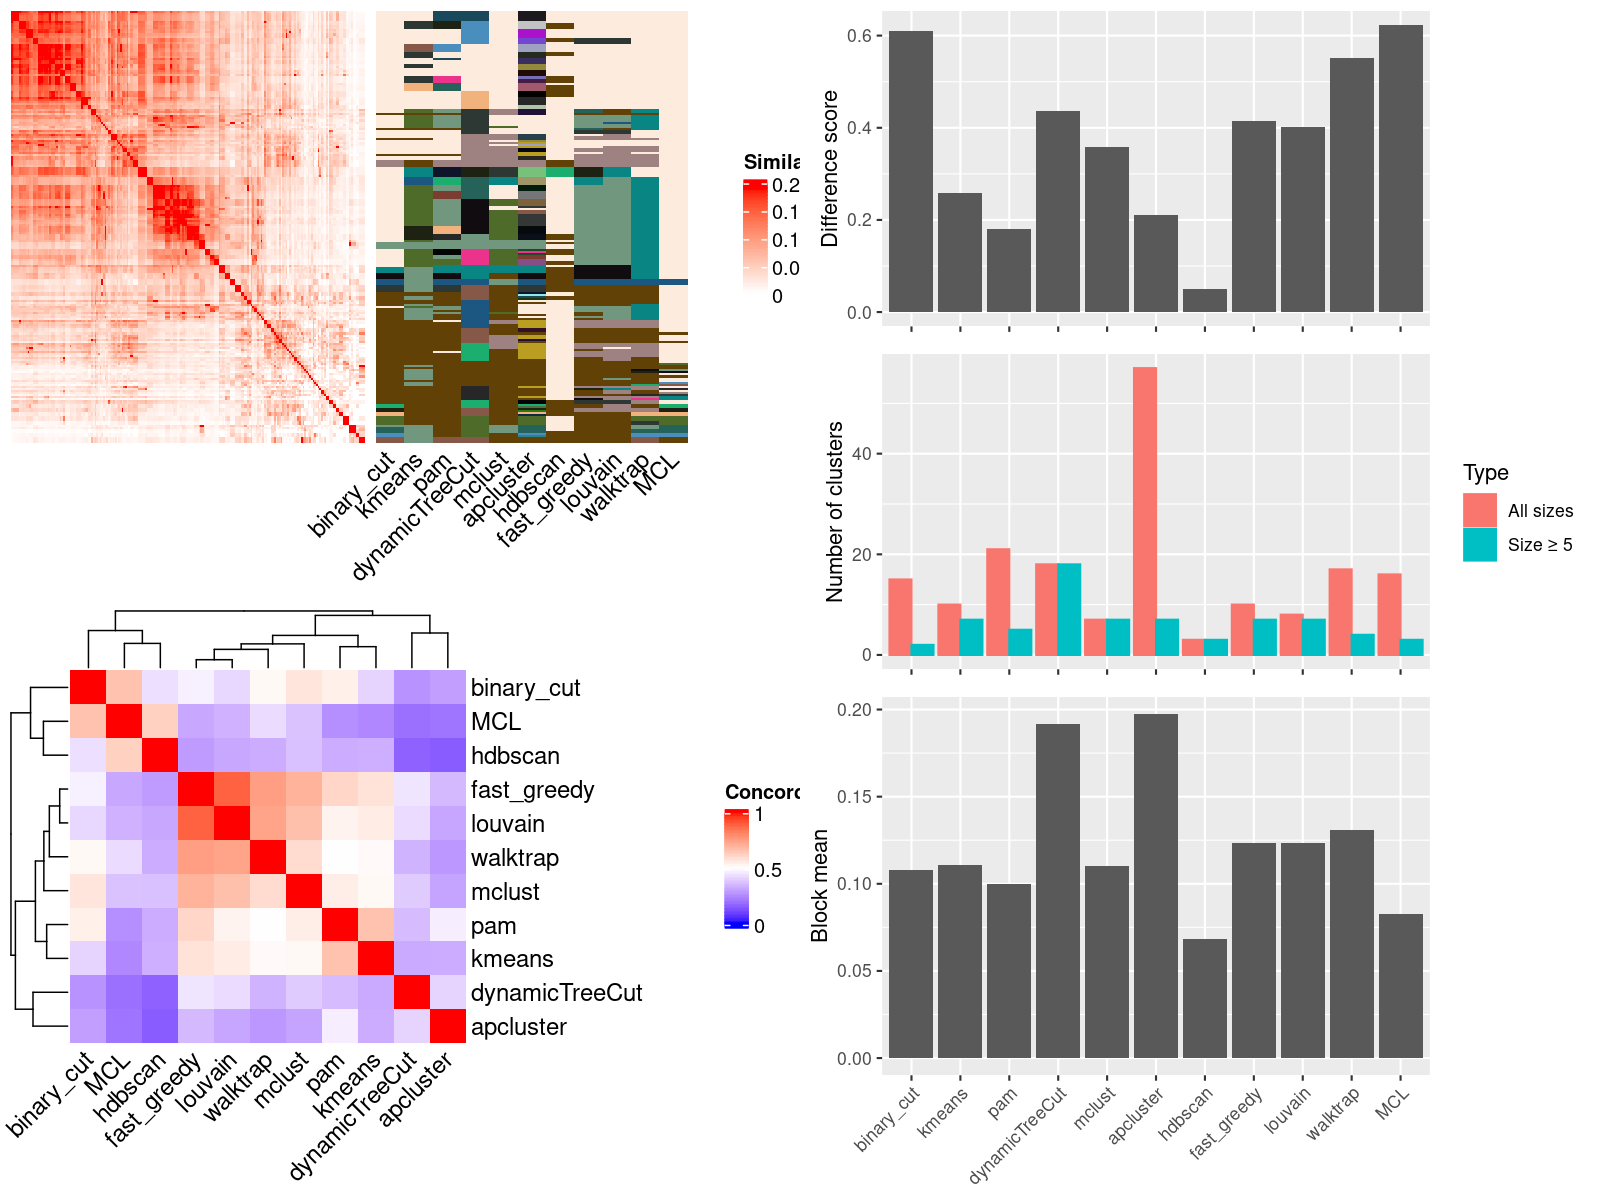 Simila
0.2
0.1
0.1
0.0
0
binary_cut
kmeans
pam
dynamicTreeCut
mclust
apcluster
hdbscan
fast_greedy
louvain
walktrap
MCL
binary_cut
MCL
hdbscan
fast_greedy
louvain
walktrap
mclust
pam
kmeans
dynamicTreeCut
apcluster
binary_cut
MCL
hdbscan
fast_greedy
louvain
walktrap
mclust
pam
kmeans
dynamicTreeCut
apcluster
Concord
1
0.5
0
Difference score
0.6
0.4
0.2
0.0
Number of clusters
40
20
0
Type
All sizes
Size ≥ 5
Block mean
0.20
0.15
0.10
0.05
0.00
binary_cut
kmeans
pam
dynamicTreeCut
mclust
apcluster
hdbscan
fast_greedy
louvain
walktrap
MCL